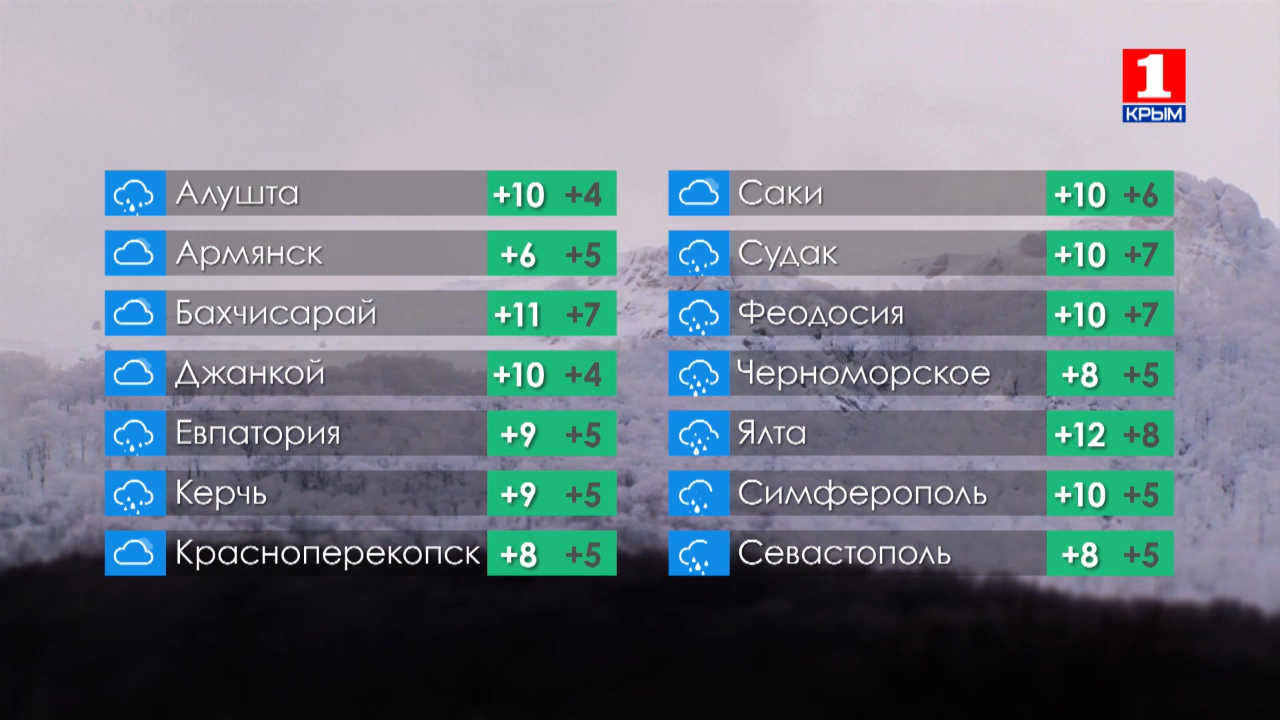 1
КРЫМ
Алушта +10 +4
Армянск +6 +5
Бахчисарай +11 +7
Джанкой +10 +4
Евпатория +9 +5
Керчь +9 +5
Красноперекопск +8 +5
Саки +10 +6
Судак +10 +7
Феодосия +10 +7
Черноморское +8 +5
Ялта +12 +8
Симферополь +10 +5
Севастополь +8 +5